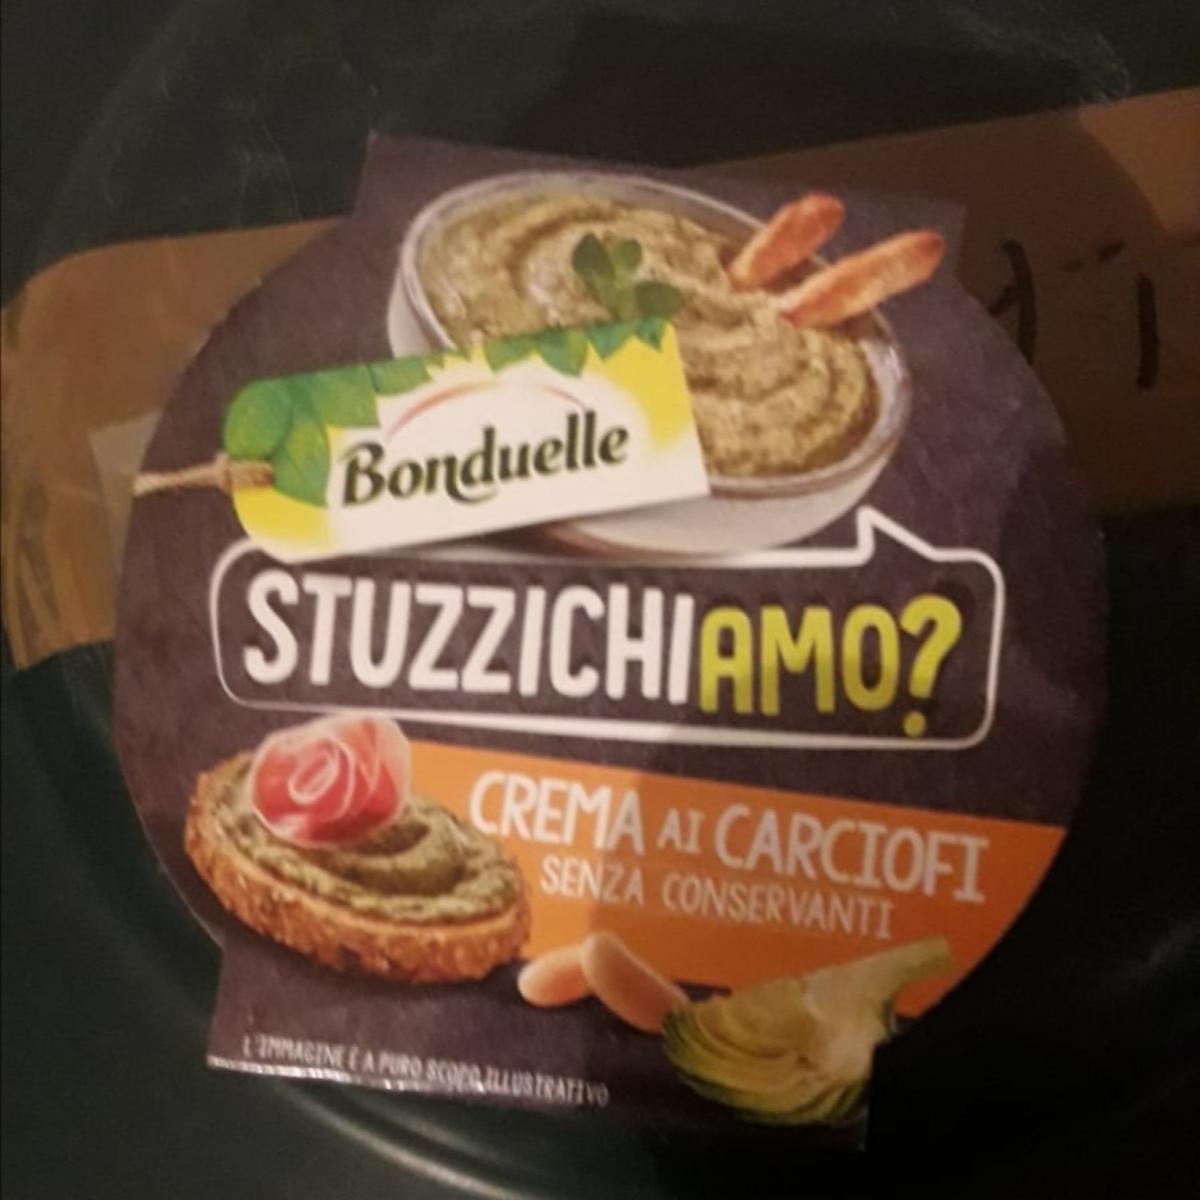 Bonduelle
STUZZICHIAMO?
CREMA AI CARCIOFI
SENZA CONSERVANTI
L'IMMAGINE È A PURO SCOPO ILLUSTRATIVO